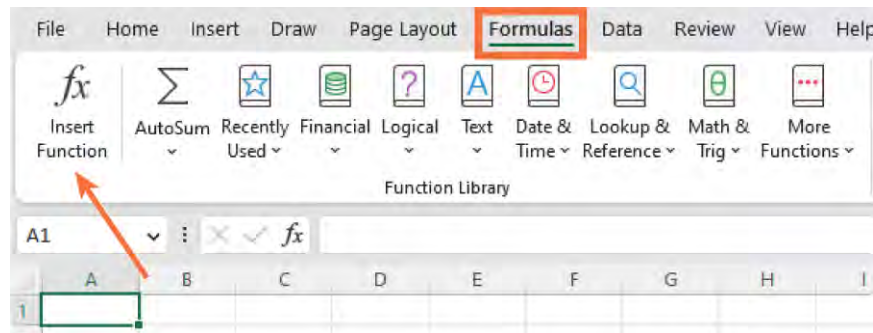 File Home Insert Draw Page Layout Formulas Data Review View Help
fx
Insert Function
AutoSum
Recently Used
Financial
Logical
Text
Date & Time
Lookup & Reference
Math & Trig
More Functions
Function Library
A1 fx
A B C D E F G H I
1